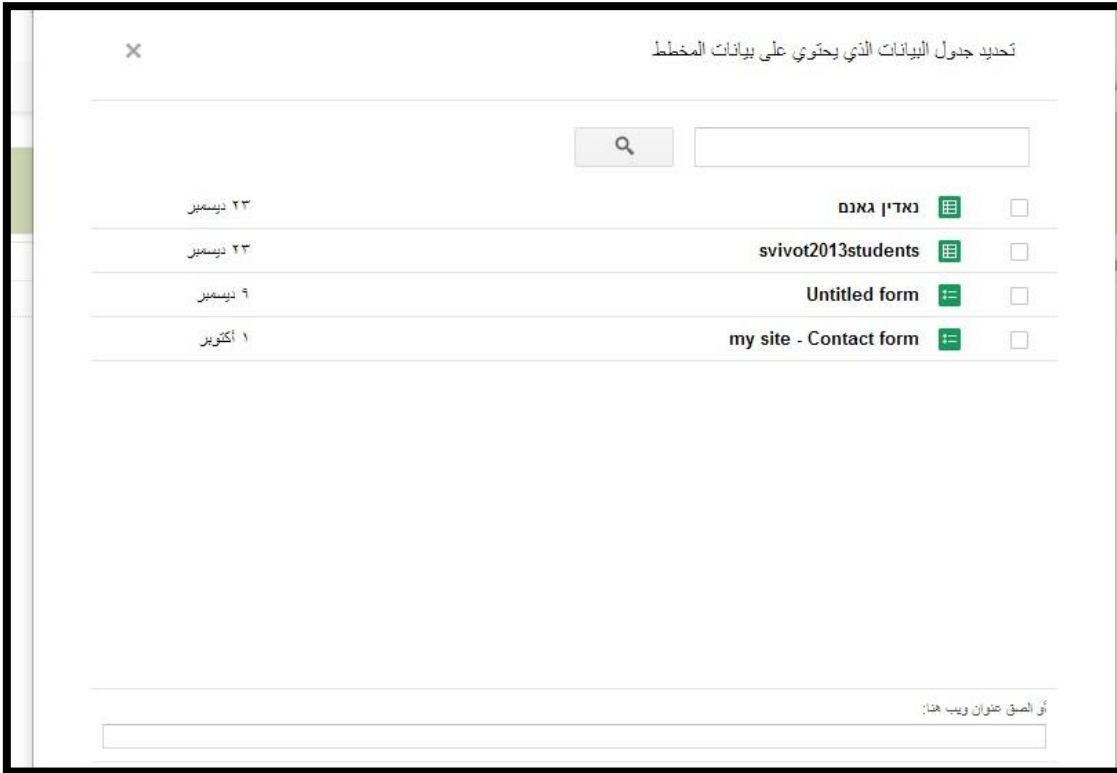 تحديد جدول البيانات الذي يحتوي على بيانات المخطط
נאדין גאנם ٢٣ ديسمبر
svivot2013students ٢٣ ديسمبر
Untitled form ٩ ديسمبر
my site - Contact form ١ أكتوبر
أو الصق عنوان ويب هنا: